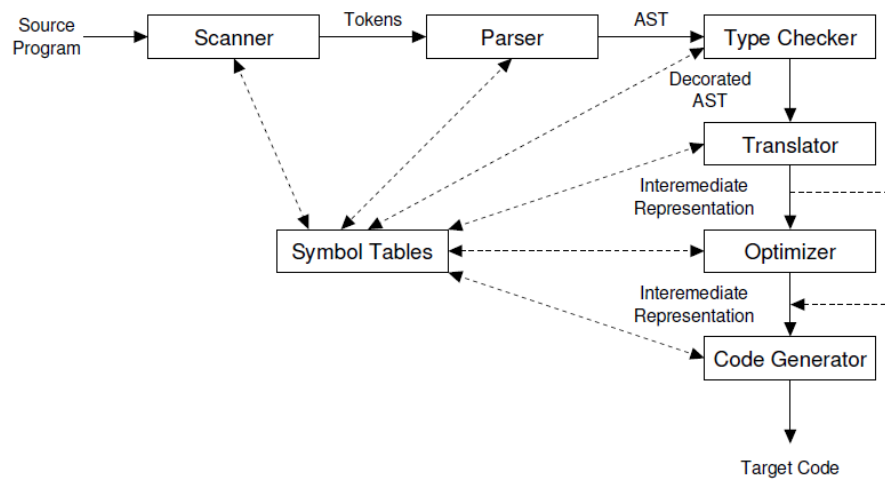 Source
Program
Scanner
Tokens
Parser
AST
Type Checker
Decorated
AST
Translator
Interemediate
Representation
Symbol Tables
Optimizer
Interemediate
Representation
Code Generator
Target Code